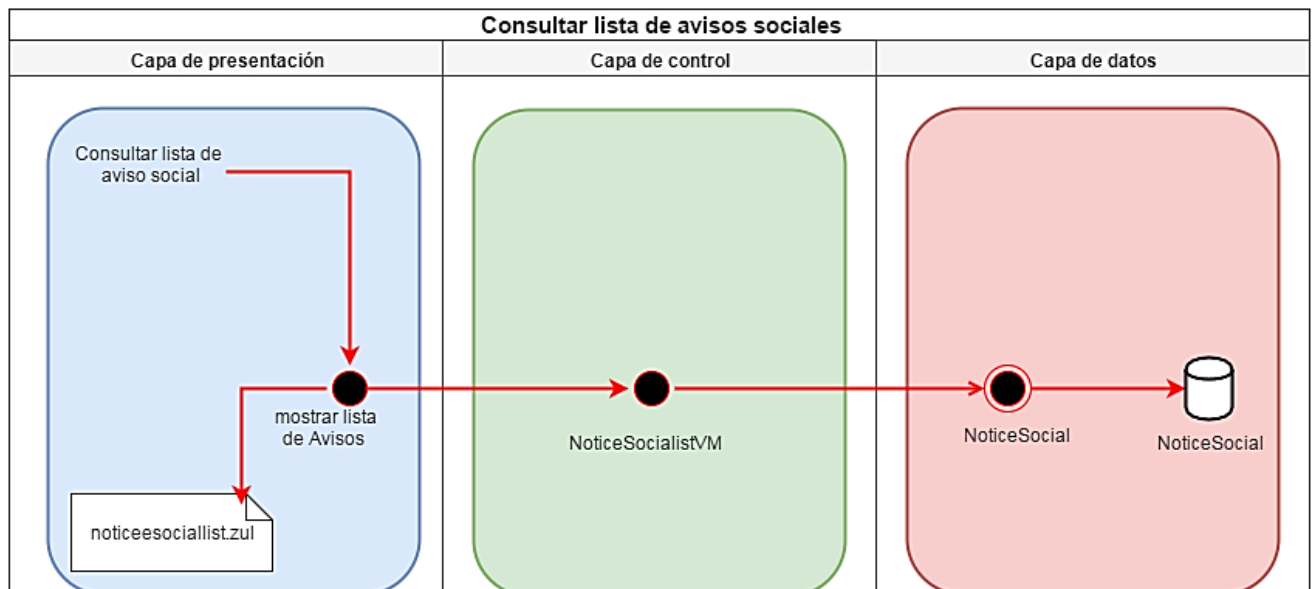 Consultar lista de avisos sociales
Capa de presentación
Capa de control
Capa de datos
Consultar lista de
aviso social
mostrar lista
de Avisos
noticeesociallist.zul
NoticeSocialistVM
NoticeSocial
NoticeSocial